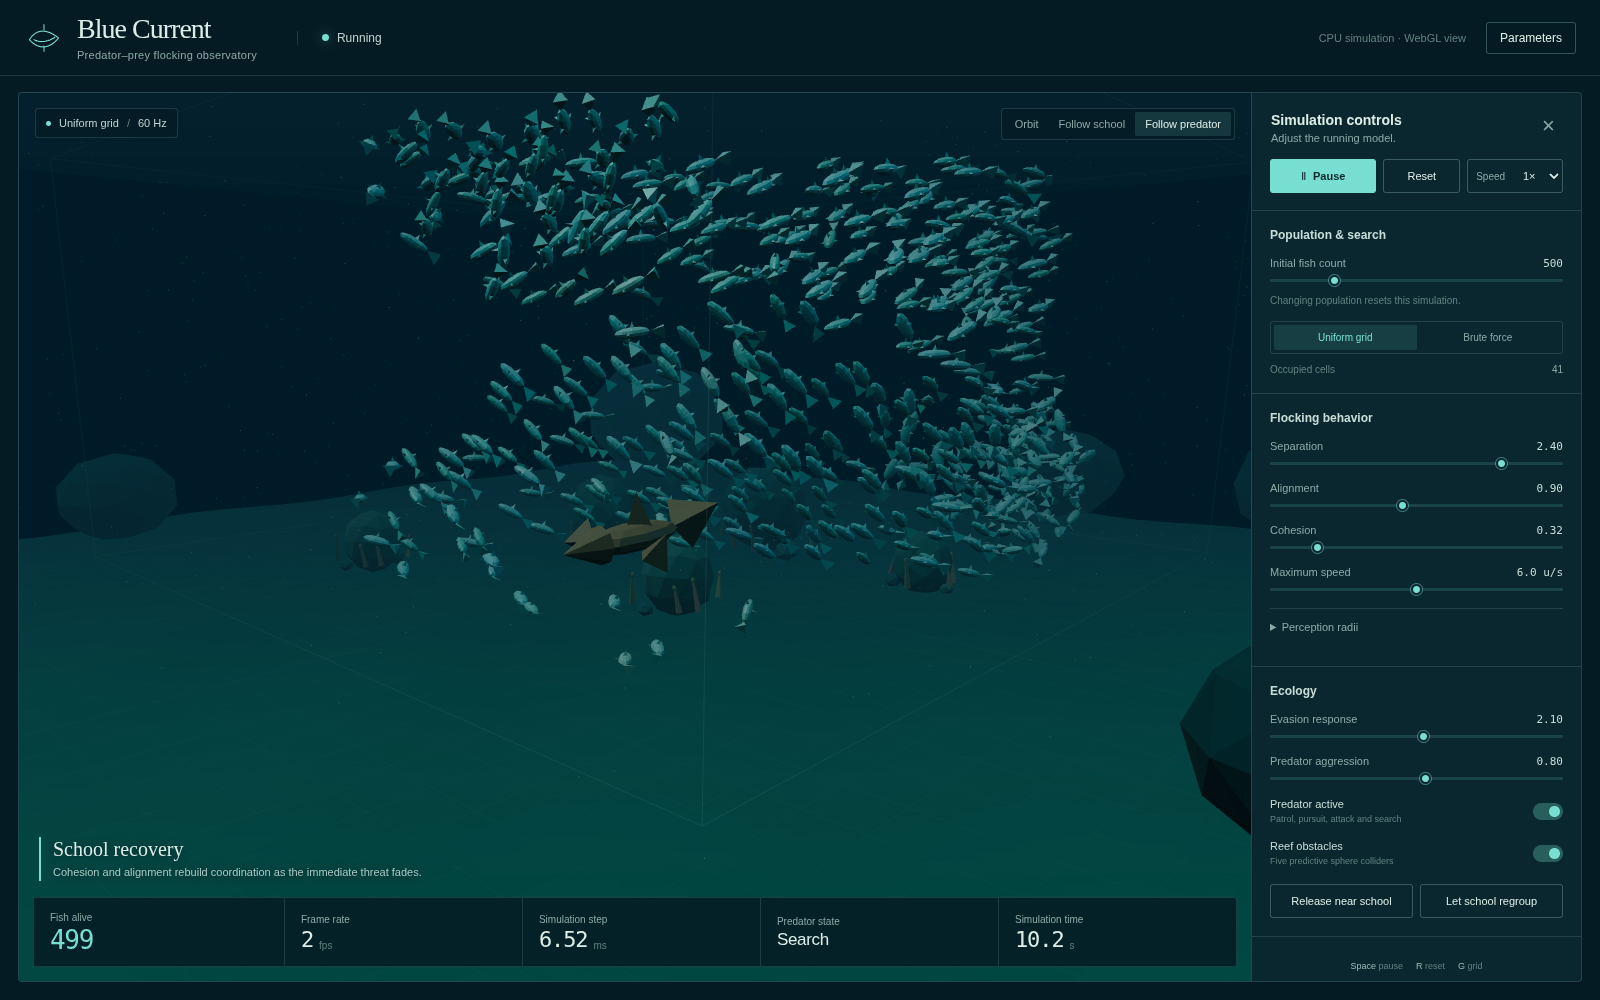 Blue Current
Predator–prey flocking observatory
Running
CPU simulation · WebGL view
Parameters
Uniform grid / 60 Hz
Orbit
Follow school
Follow predator
School recovery
Cohesion and alignment rebuild coordination as the immediate threat fades.
Fish alive
499
Frame rate
2 fps
Simulation step
6.52 ms
Predator state
Search
Simulation time
10.2 s
Simulation controls
Adjust the running model.
Pause
Reset
Speed 1×
Population & search
Initial fish count 500
Changing population resets this simulation.
Uniform grid
Brute force
Occupied cells 41
Flocking behavior
Separation 2.40
Alignment 0.90
Cohesion 0.32
Maximum speed 6.0 u/s
Perception radii
Ecology
Evasion response 2.10
Predator aggression 0.80
Predator active
Patrol, pursuit, attack and search
Reef obstacles
Five predictive sphere colliders
Release near school
Let school regroup
Space pause R reset G grid